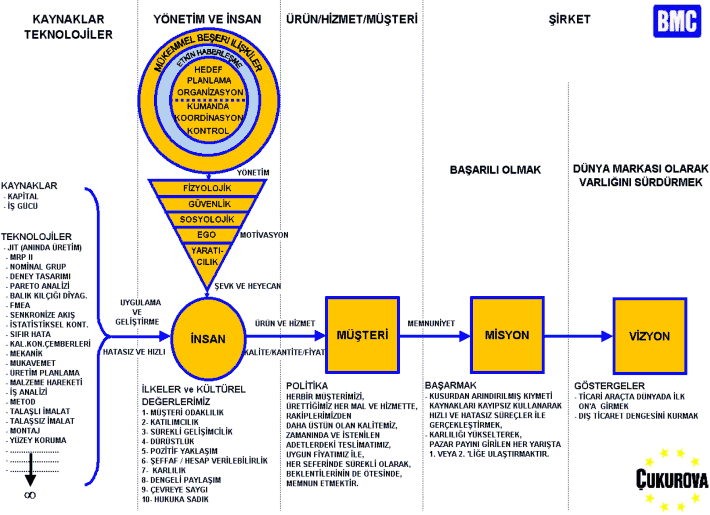 KAYNAKLAR
TEKNOLOJİLER
YÖNETİM VE İNSAN
ÜRÜN/HİZMET/MÜŞTERİ
ŞİRKET
BMC
MÜKEMMEL BEŞERİ İLİŞKİLER
ETKİN HABERLEŞME
HEDEF
PLANLAMA
ORGANİZASYON
KUMANDA
KOORDİNASYON
KONTROL
YÖNETİM
BAŞARILI OLMAK
DÜNYA MARKASI OLARAK
VARLIĞINI SÜRDÜRMEK
FİZYOLOJİK
GÜVENLİK
SOSYOLOJİK
EGO
YARATI-
CILIK
MOTİVASYON
ŞEVK VE HEYECAN
KAYNAKLAR
- KAPİTAL
- İŞ GÜCÜ
TEKNOLOJİLER
- JIT (ANINDA ÜRETİM)
- MRP II
- NOMİNAL GRUP
- DENEY TASARIMI
- PARETO ANALİZİ
- BALIK KILÇIĞI DİYAG.
- FMEA
- SENKRONİZE AKIŞ
- İSTATİSTİKSEL KONT.
- SIFIR HATA
- KAL.KON.ÇEMBERLERİ
- MEKANİK
- MUKAVEMET
- ÜRETİM PLANLAMA
- MALZEME HAREKETİ
- İŞ ANALİZİ
- METOD
- TALAŞLI İMALAT
- TALAŞSIZ İMALAT
- MONTAJ
- YÜZEY KORUMA
- ....................
- ....................
- ....................
∞
UYGULAMA
VE
GELİŞTİRME
HATASIZ VE HIZLI
İNSAN
ÜRÜN VE HİZMET
KALİTE/KANTİTE/FİYAT
MÜŞTERİ
MEMNUNİYET
MİSYON
VİZYON
İLKELER ve KÜLTÜREL
DEĞERLERİMİZ
1- MÜŞTERİ ODAKLILIK
2- KATILIMCILIK
3- SÜREKLİ GELİŞİMCİLİK
4- DÜRÜSTLÜK
5- POZİTİF YAKLAŞIM
6- ŞEFFAF / HESAP VERİLEBİLİRLİK
7- KARLILIK
8- DENGELİ PAYLAŞIM
9- ÇEVREYE SAYGI
10- HUKUKA SADIK
POLİTİKA
HERBİR MÜŞTERİMİZİ,
ÜRETTİĞİMİZ HER MAL VE HİZMETTE,
RAKİPLERİMİZDEN
DAHA ÜSTÜN OLAN KALİTEMİZ,
ZAMANINDA VE İSTENİLEN
ADETLERDEKİ TESLİMATIMIZ,
UYGUN FİYATIMIZ İLE,
HER SEFERİNDE SÜREKLİ OLARAK,
BEKLENTİLERİNİN DE ÖTESİNDE,
MEMNUN ETMEKTİR.
BAŞARMAK
- KUSURDAN ARINDIRILMIŞ KIYMETİ
KAYNAKLARI KAYIPSIZ KULLANARAK
HIZLI VE HATASIZ SÜREÇLER İLE
GERÇEKLEŞTİRMEK,
- KARLILIĞI YÜKSELTEREK,
PAZAR PAYINI GİRİLEN HER YARIŞTA
1. VEYA 2. 'LİĞE ULAŞTIRMAKTIR.
GÖSTERGELER
- TİCARİ ARAÇTA DÜNYADA İLK
ON'A GİRMEK
- DIŞ TİCARET DENGESİNİ KURMAK
ÇUKUROVA